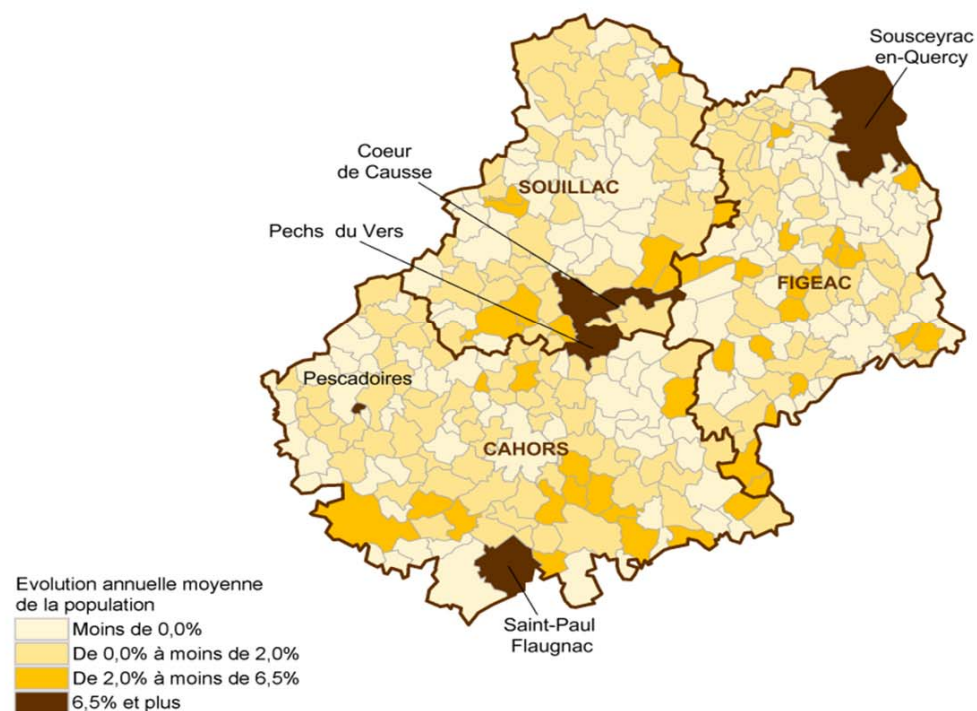 Sousceyrac
en-Quercy
Coeur
de Causse
SOUILLAC
Pechs du Vers
FIGEAC
Pescadoires
CAHORS
Saint-Paul
Flaugnac
Evolution annuelle moyenne
de la population
Moins de 0,0%
De 0,0% à moins de 2,0%
De 2,0% à moins de 6,5%
6,5% et plus